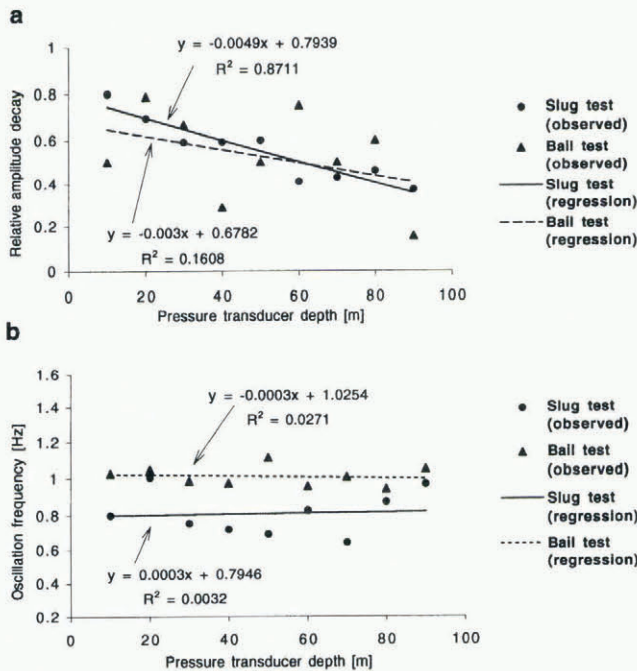 a
y = -0.0049x + 0.7939
R² = 0.8711
1
0.8
0.6
0.4
0.2
0
Relative amplitude decay
y = -0.003x + 0.6782
R² = 0.1608
0 20 40 60 80 100
Pressure transducer depth [m]
Slug test
(observed)
Bail test
(observed)
Slug test
(regression)
Bail test
(regression)
b
1.6
1.4
1.2
1
0.8
0.6
0.4
0.2
Oscillation frequency [Hz]
y = -0.0003x + 1.0254
R² = 0.0271
y = 0.0003x + 0.7946
R² = 0.0032
0 20 40 60 80 100
Pressure transducer depth [m]
Slug test
(observed)
Bail test
(observed)
Slug test
(regression)
Bail test
(regression)